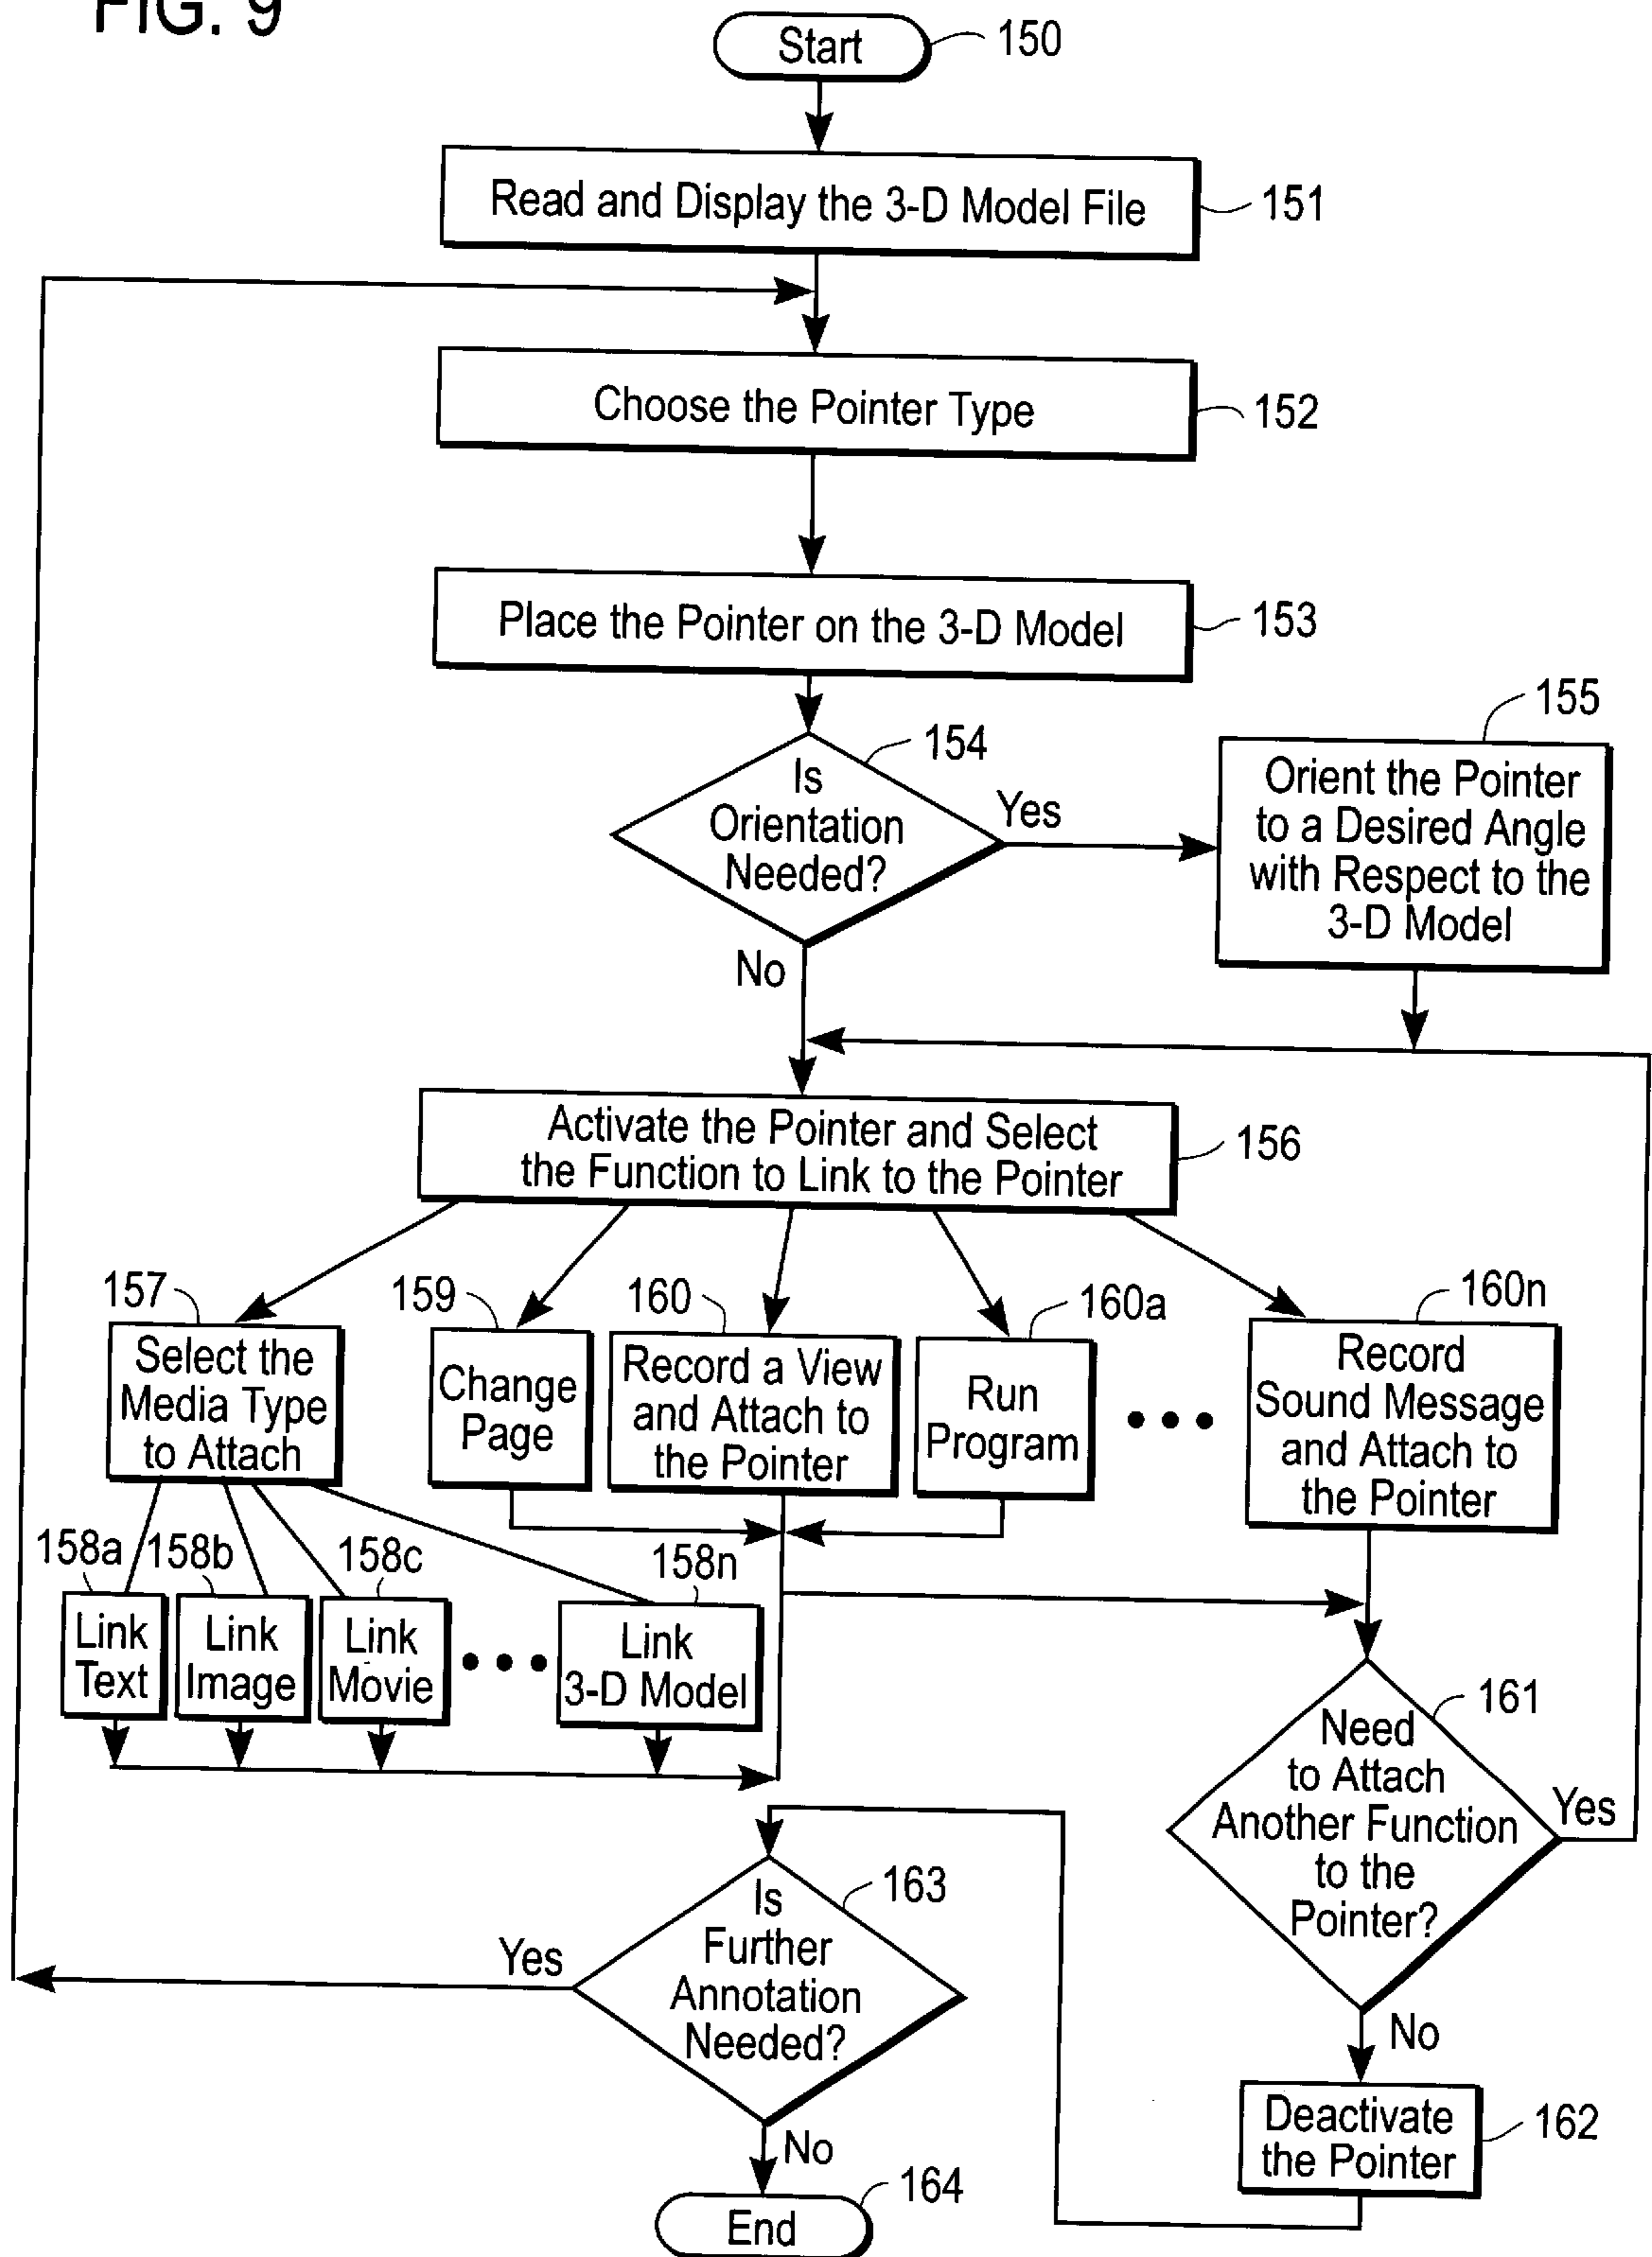 FIG. 9
Start
150
Read and Display the 3-D Model File
151
Choose the Pointer Type
152
Place the Pointer on the 3-D Model
153
154
Is
Orientation
Needed?
Yes
No
155
Orient the Pointer
to a Desired Angle
with Respect to the
3-D Model
Activate the Pointer and Select
the Function to Link to the Pointer
156
157
Select the
Media Type
to Attach
159
Change
Page
160
Record a View
and Attach to
the Pointer
160a
Run
Program
160n
Record
Sound Message
and Attach to
the Pointer
158a
Link
Text
158b
Link
Image
158c
Link
Movie
158n
Link
3-D Model
161
Need
to Attach
Another Function
to the
Pointer?
Yes
No
Deactivate
the Pointer
162
163
Is
Further
Annotation
Needed?
Yes
No
End
164